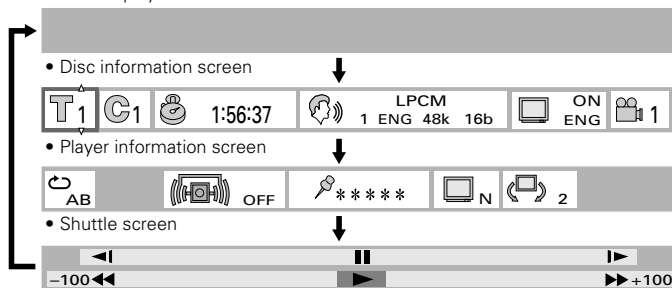 • Disc information screen
T 1 C 1 1:56:37 LPCM 1 ENG 48k 16b ON ENG 1
• Player information screen
AB OFF ***** N 2
• Shuttle screen
–100 +100